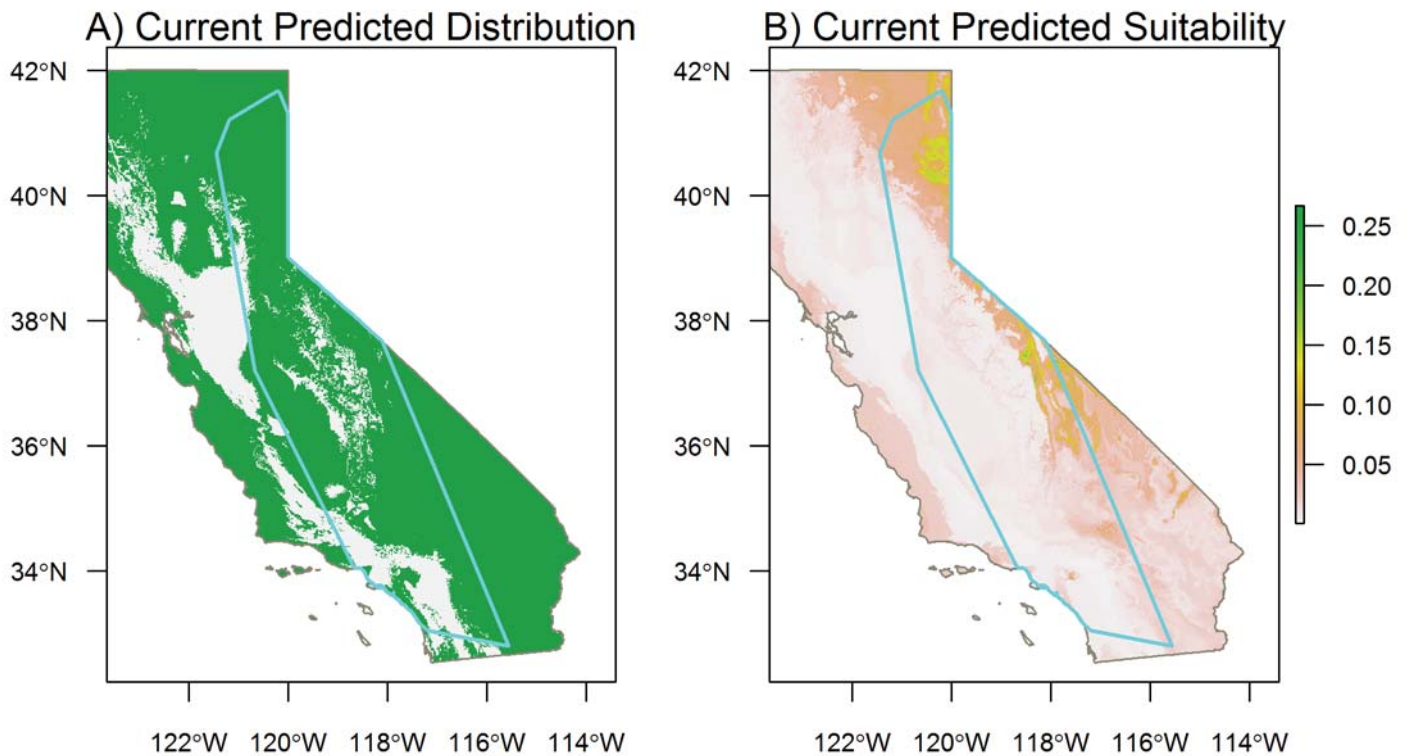 A) Current Predicted Distribution
B) Current Predicted Suitability
42°N
40°N
38°N
36°N
34°N
122°W 120°W 118°W 116°W 114°W
42°N
40°N
38°N
36°N
34°N
122°W 120°W 118°W 116°W 114°W
0.25
0.20
0.15
0.10
0.05